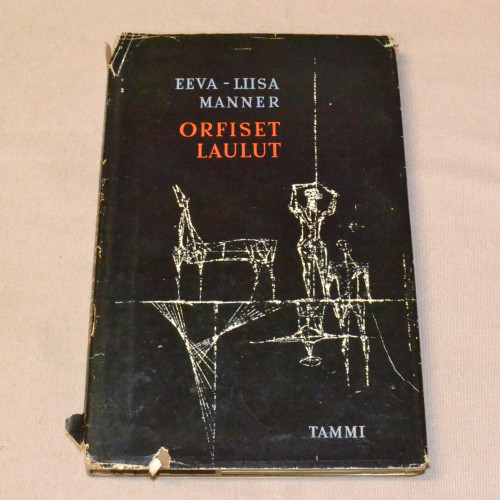 EEVA-LIISA
MANNER
ORFISET
LAULUT
TAMMI